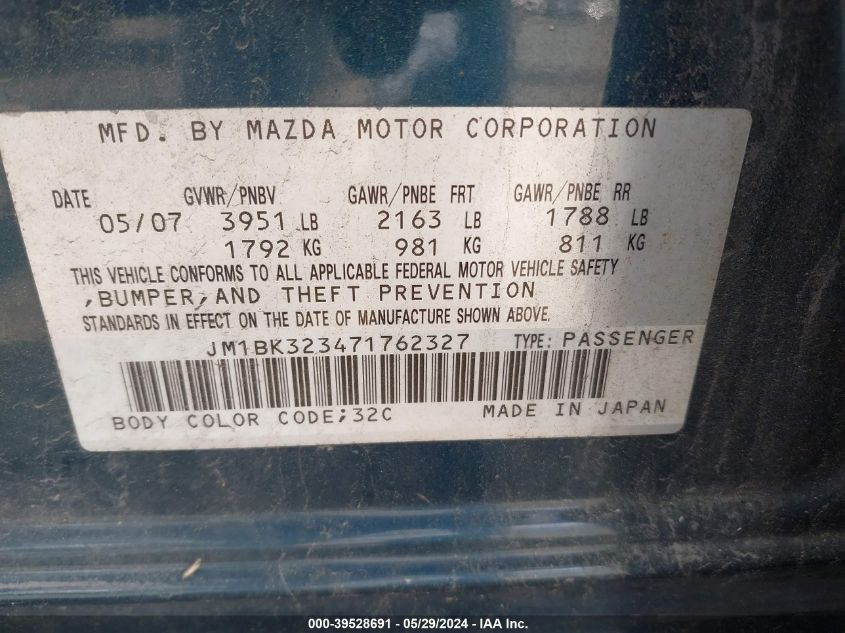 MFD. BY MAZDA MOTOR CORPORATION
DATE GVWR/PNBV GAWR/PNBE FRT GAWR/PNBE RR
05/07 3951 LB 2163 LB 1788 LB
1792 KG 981 KG 811 KG
THIS VEHICLE CONFORMS TO ALL APPLICABLE FEDERAL MOTOR VEHICLE SAFETY
,BUMPER,AND THEFT PREVENTION
STANDARDS IN EFFECT ON THE DATE OF MANUFACTURE SHOWN ABOVE.
JM1BK323471762327 TYPE: PASSENGER
BODY COLOR CODE;32C MADE IN JAPAN
000-39528691 - 05/29/2024 - IAA Inc.